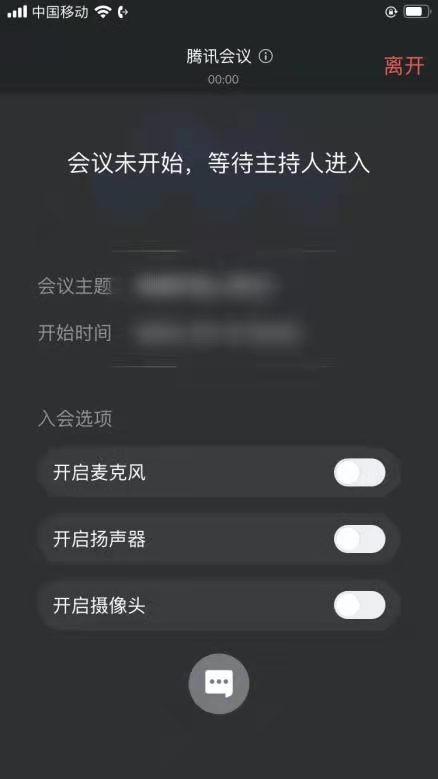 中国移动
腾讯会议
00:00
离开
会议未开始，等待主持人进入
会议主题
开始时间
入会选项
开启麦克风
开启扬声器
开启摄像头